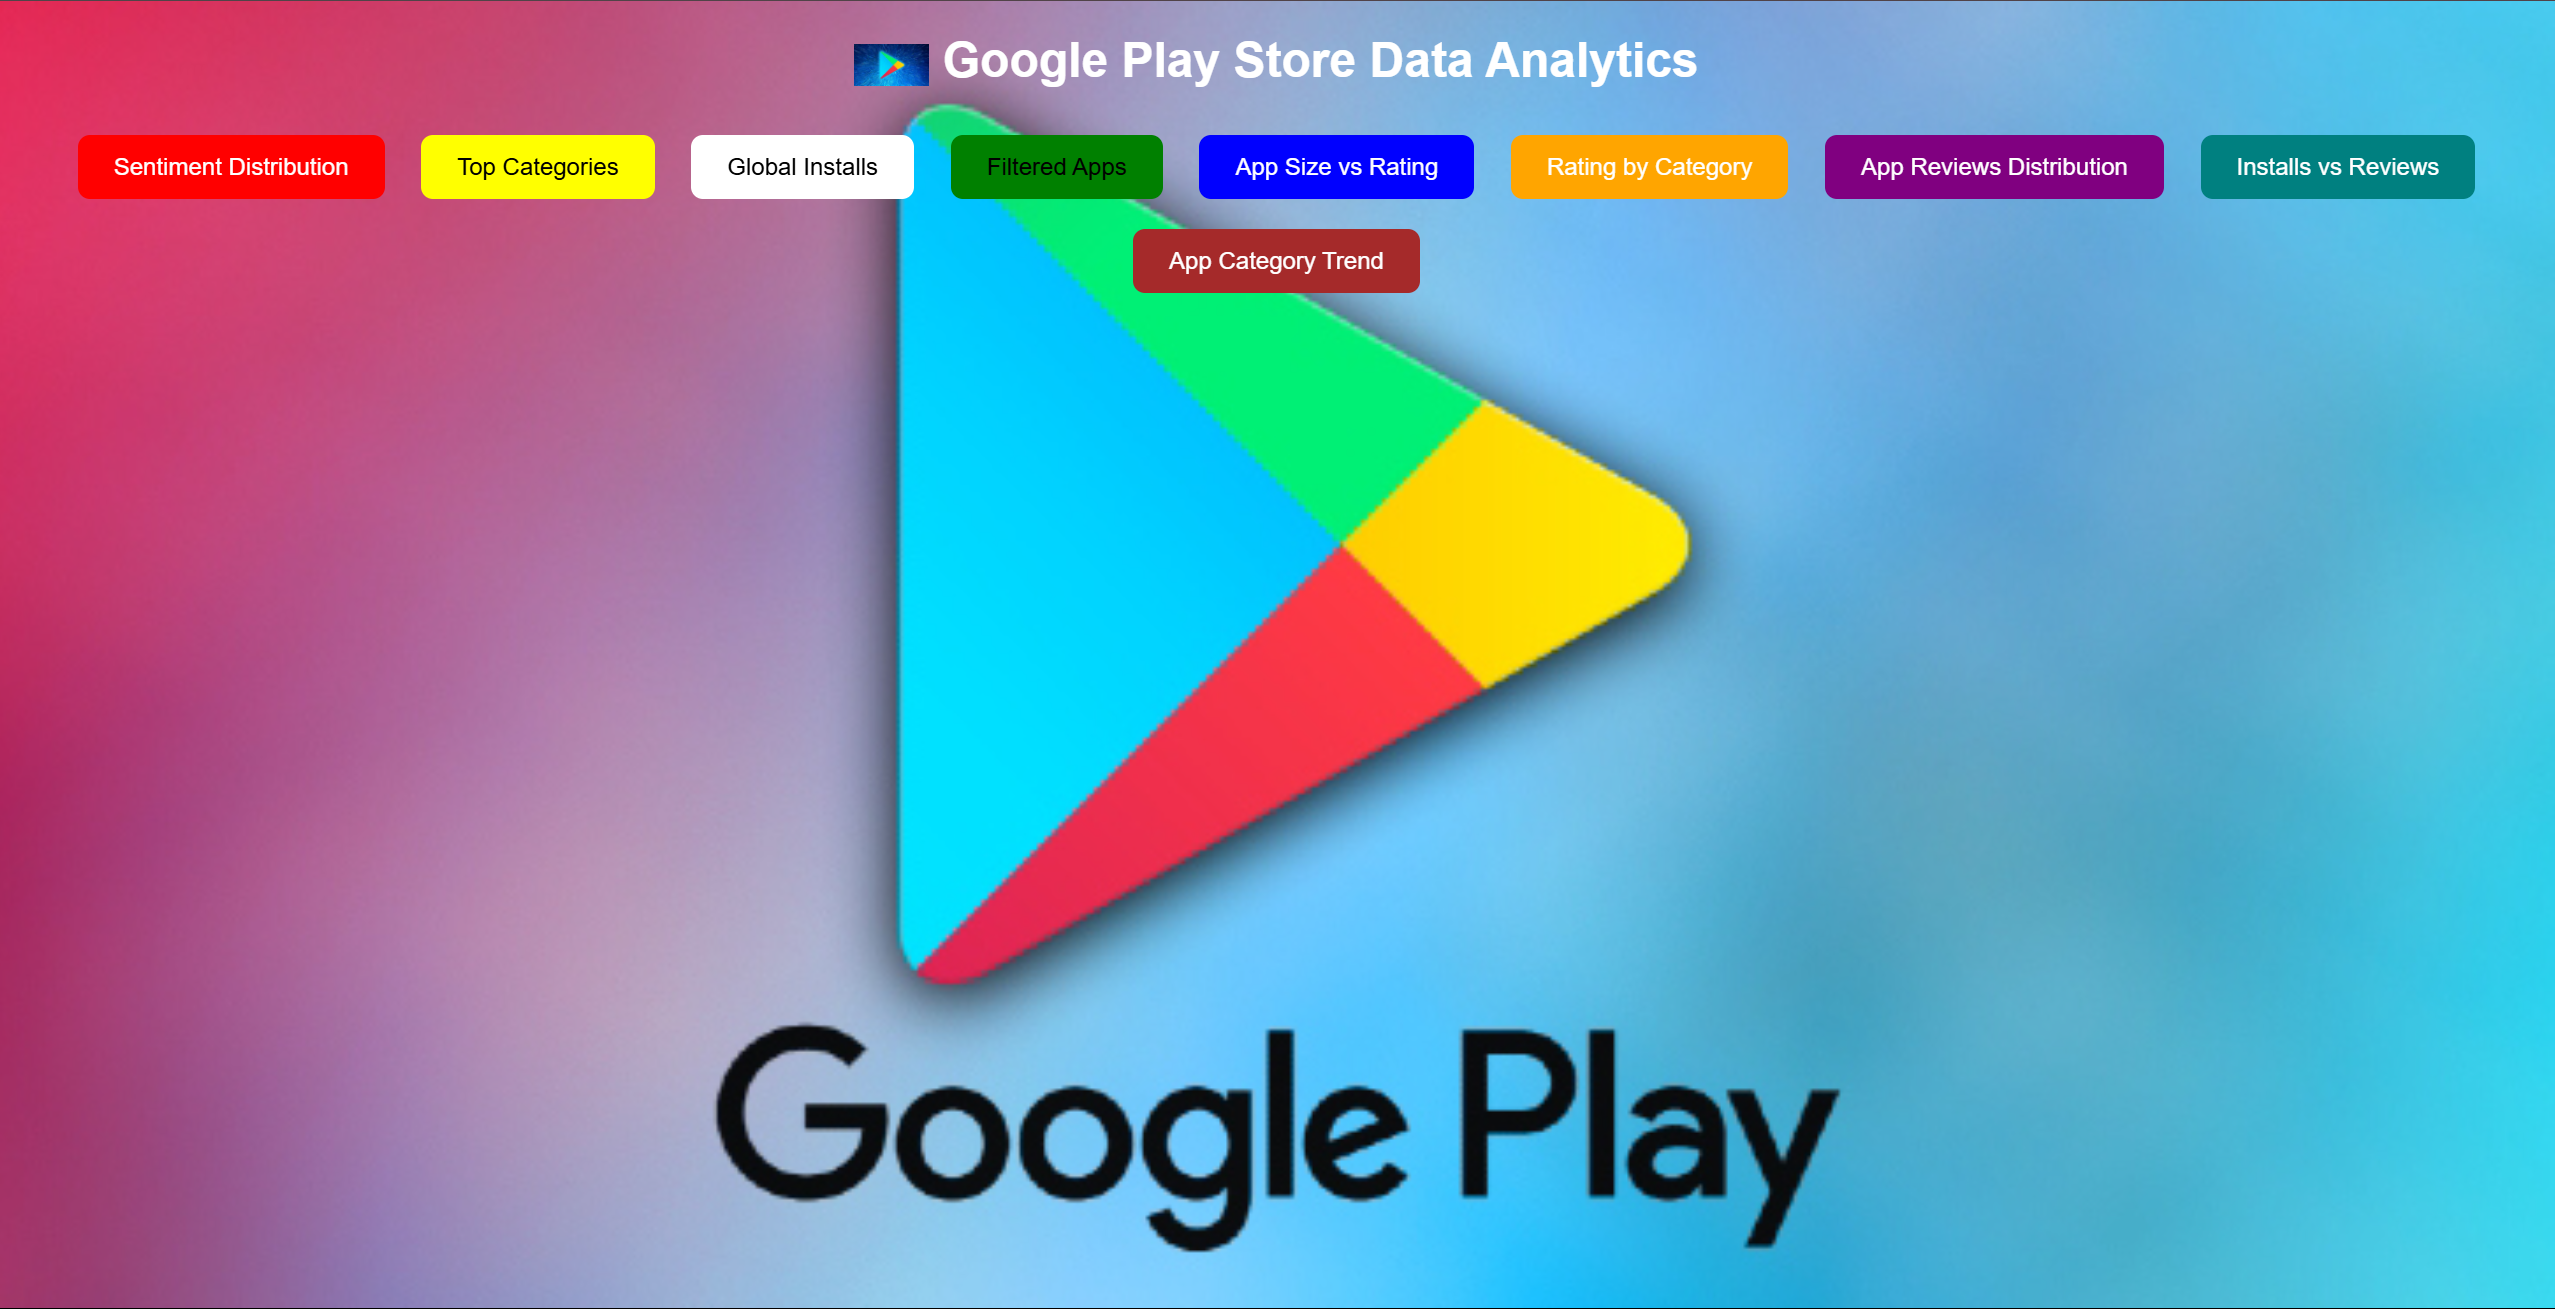 Google Play Store Data Analytics
Sentiment Distribution Top Categories Global Installs Filtered Apps App Size vs Rating Rating by Category App Reviews Distribution Installs vs Reviews
App Category Trend
Google Play